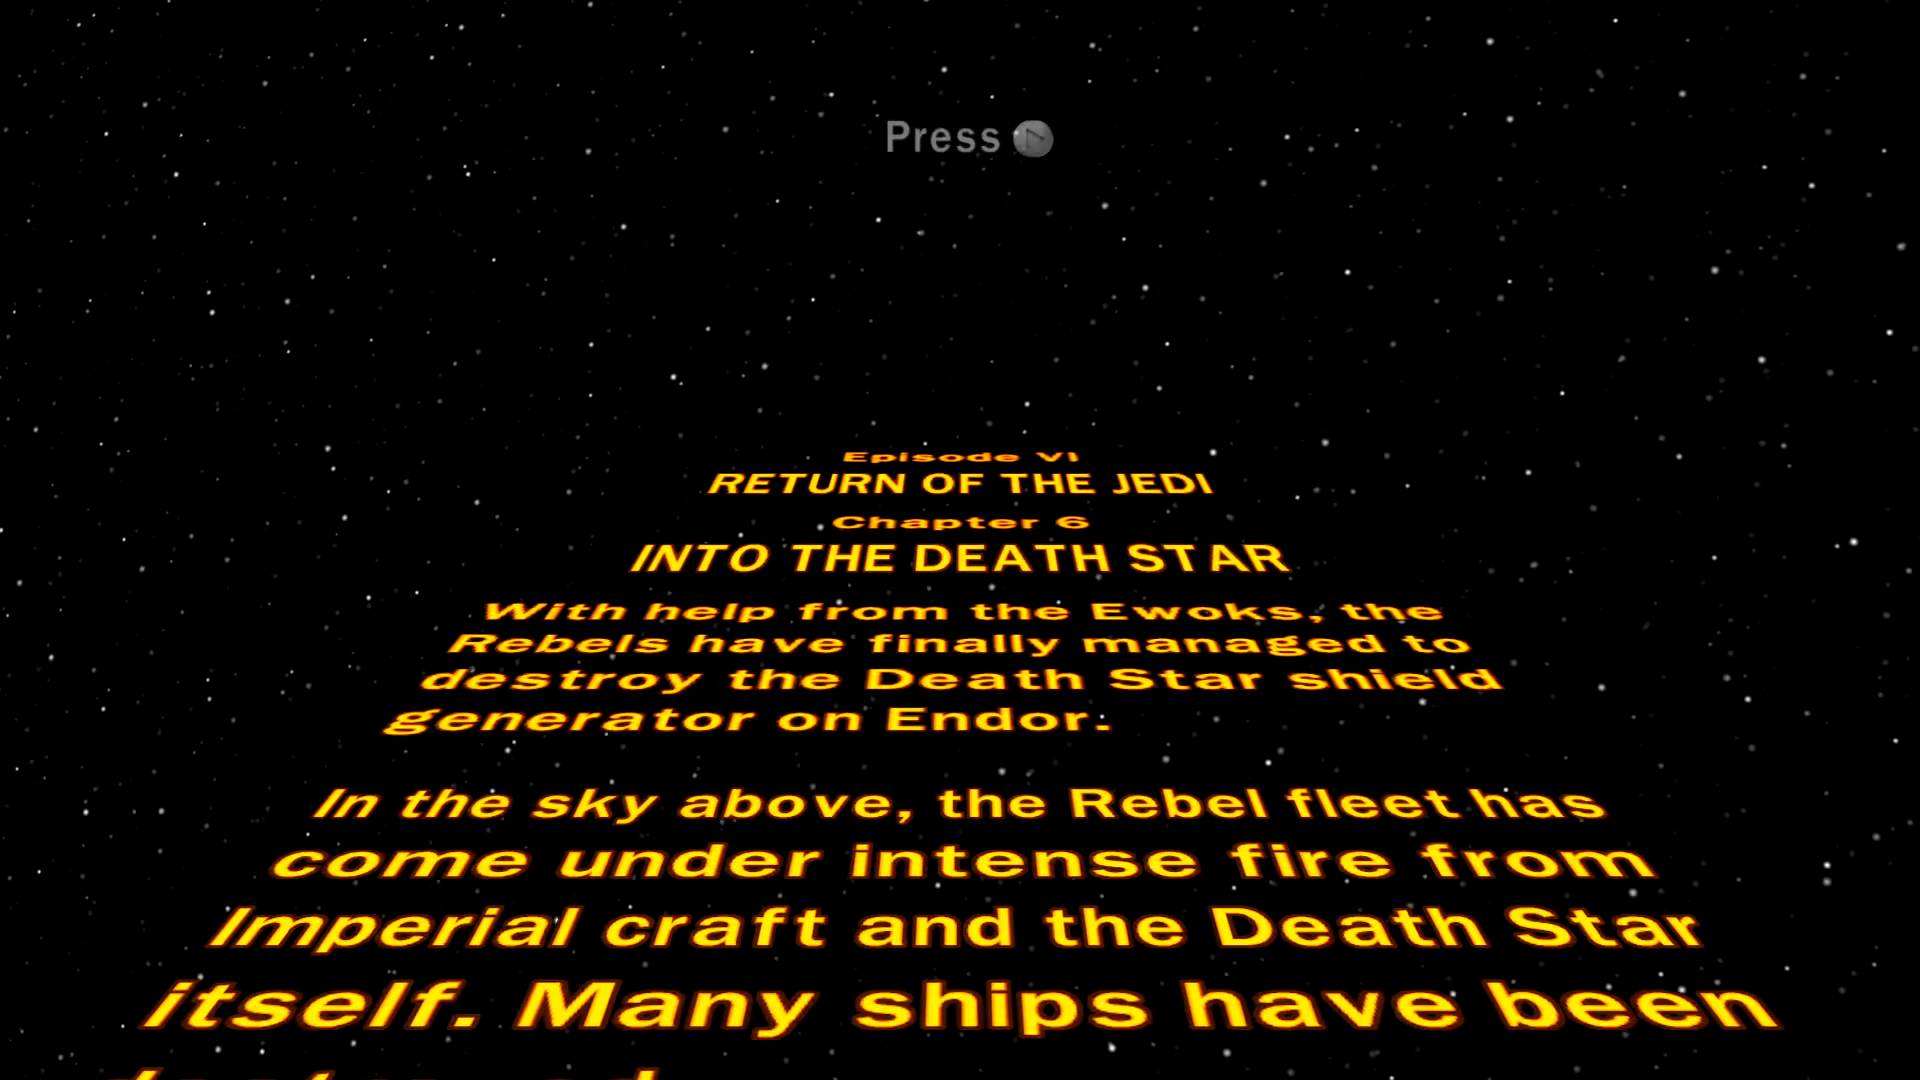 Press
Episode VI
RETURN OF THE JEDI
Chapter 6
INTO THE DEATH STAR
With help from the Ewoks, the
Rebels have finally managed to
destroy the Death Star shield
generator on Endor.
In the sky above, the Rebel fleet has
come under intense fire from
Imperial craft and the Death Star
itself. Many ships have been